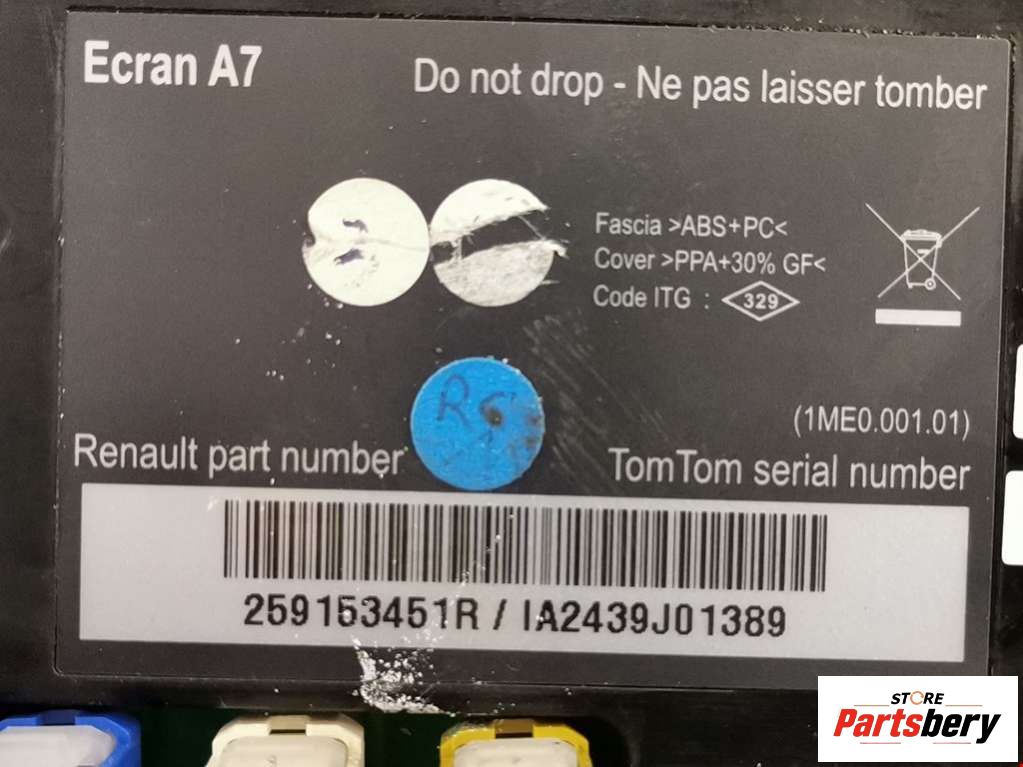 Ecran A7
Do not drop - Ne pas laisser tomber
Fascia >ABS+PC<
Cover >PPA+30% GF<
Code ITG : 329
R
(1ME0.001.01)
Renault part number
TomTom serial number
259153451R / IA2439J01389
STORE
Partsbery